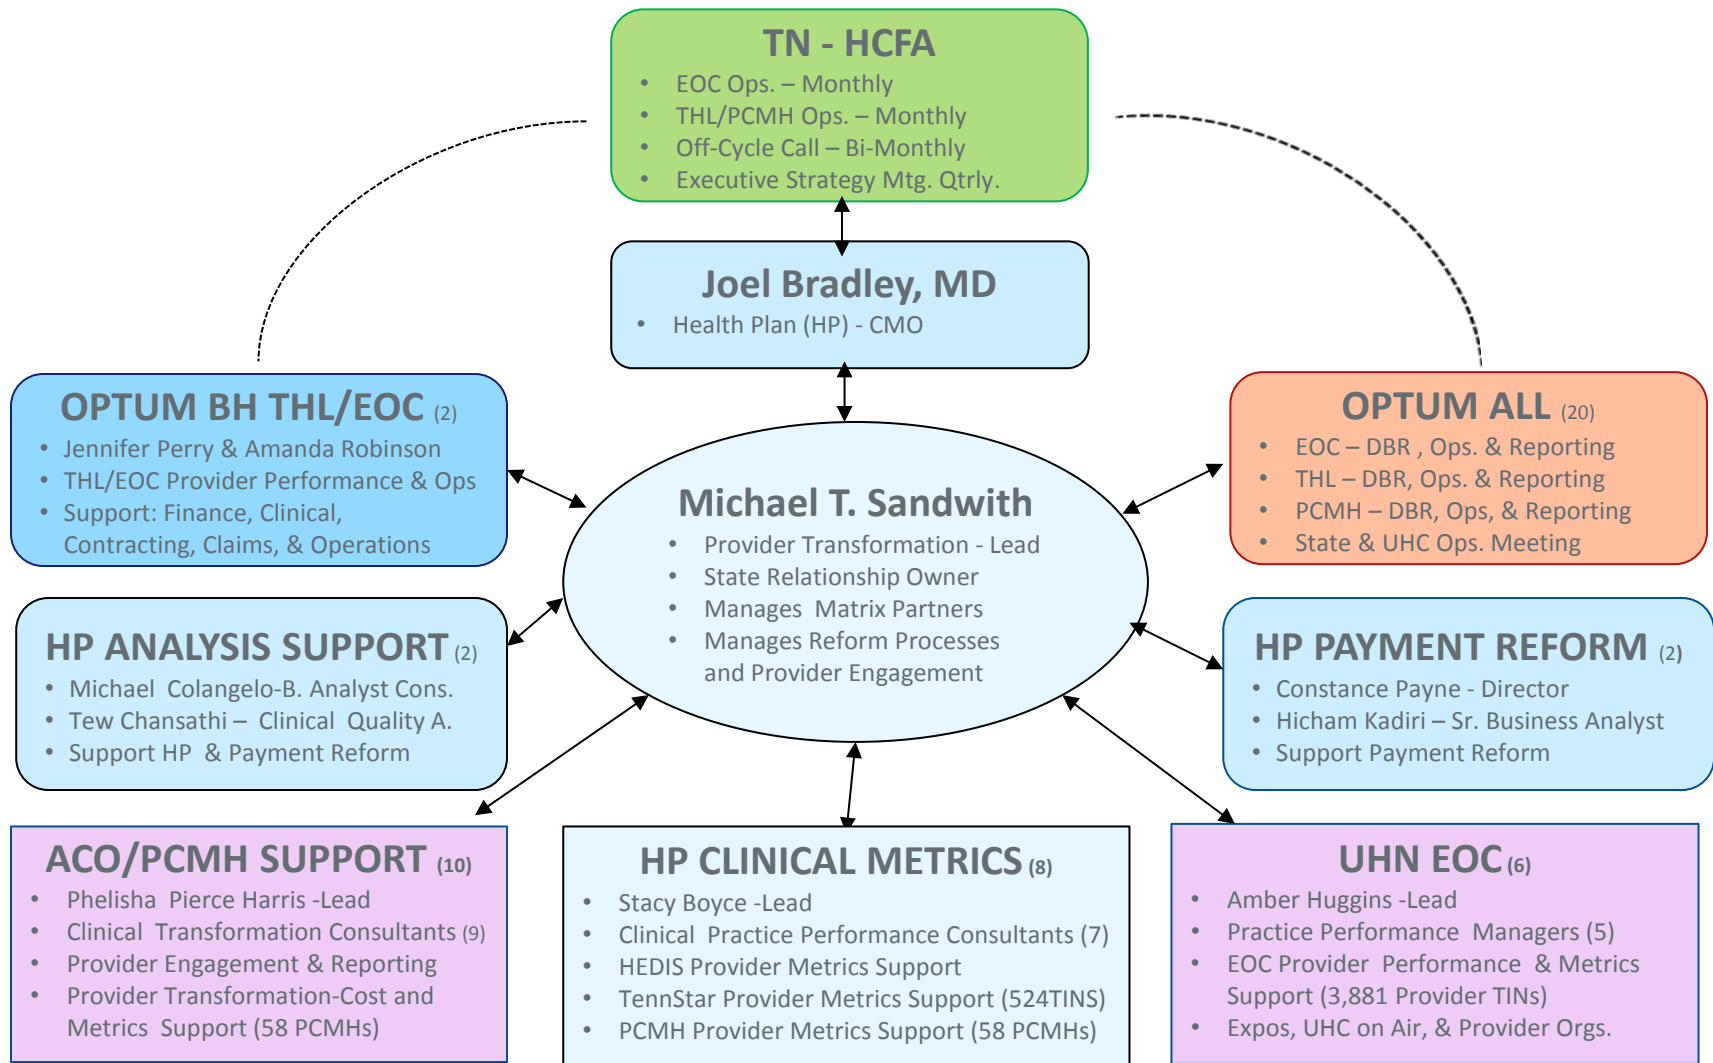 TN - HCFA
• EOC Ops. – Monthly
• THL/PCMH Ops. – Monthly
• Off-Cycle Call – Bi-Monthly
• Executive Strategy Mtg. Qtrly.
Joel Bradley, MD
• Health Plan (HP) - CMO
OPTUM BH THL/EOC (2)
• Jennifer Perry & Amanda Robinson
• THL/EOC Provider Performance & Ops
• Support: Finance, Clinical,
Contracting, Claims, & Operations
Michael T. Sandwith
• Provider Transformation - Lead
• State Relationship Owner
• Manages Matrix Partners
• Manages Reform Processes
and Provider Engagement
OPTUM ALL (20)
• EOC – DBR , Ops. & Reporting
• THL – DBR, Ops. & Reporting
• PCMH – DBR, Ops, & Reporting
• State & UHC Ops. Meeting
HP ANALYSIS SUPPORT (2)
• Michael Colangelo-B. Analyst Cons.
• Tew Chansathi – Clinical Quality A.
• Support HP & Payment Reform
HP PAYMENT REFORM (2)
• Constance Payne - Director
• Hicham Kadiri – Sr. Business Analyst
• Support Payment Reform
ACO/PCMH SUPPORT (10)
• Phelisha Pierce Harris -Lead
• Clinical Transformation Consultants (9)
• Provider Engagement & Reporting
• Provider Transformation-Cost and
Metrics Support (58 PCMHs)
HP CLINICAL METRICS (8)
• Stacy Boyce -Lead
• Clinical Practice Performance Consultants (7)
• HEDIS Provider Metrics Support
• TennStar Provider Metrics Support (524TINS)
• PCMH Provider Metrics Support (58 PCMHs)
UHN EOC (6)
• Amber Huggins -Lead
• Practice Performance Managers (5)
• EOC Provider Performance & Metrics
Support (3,881 Provider TINs)
• Expos, UHC on Air, & Provider Orgs.